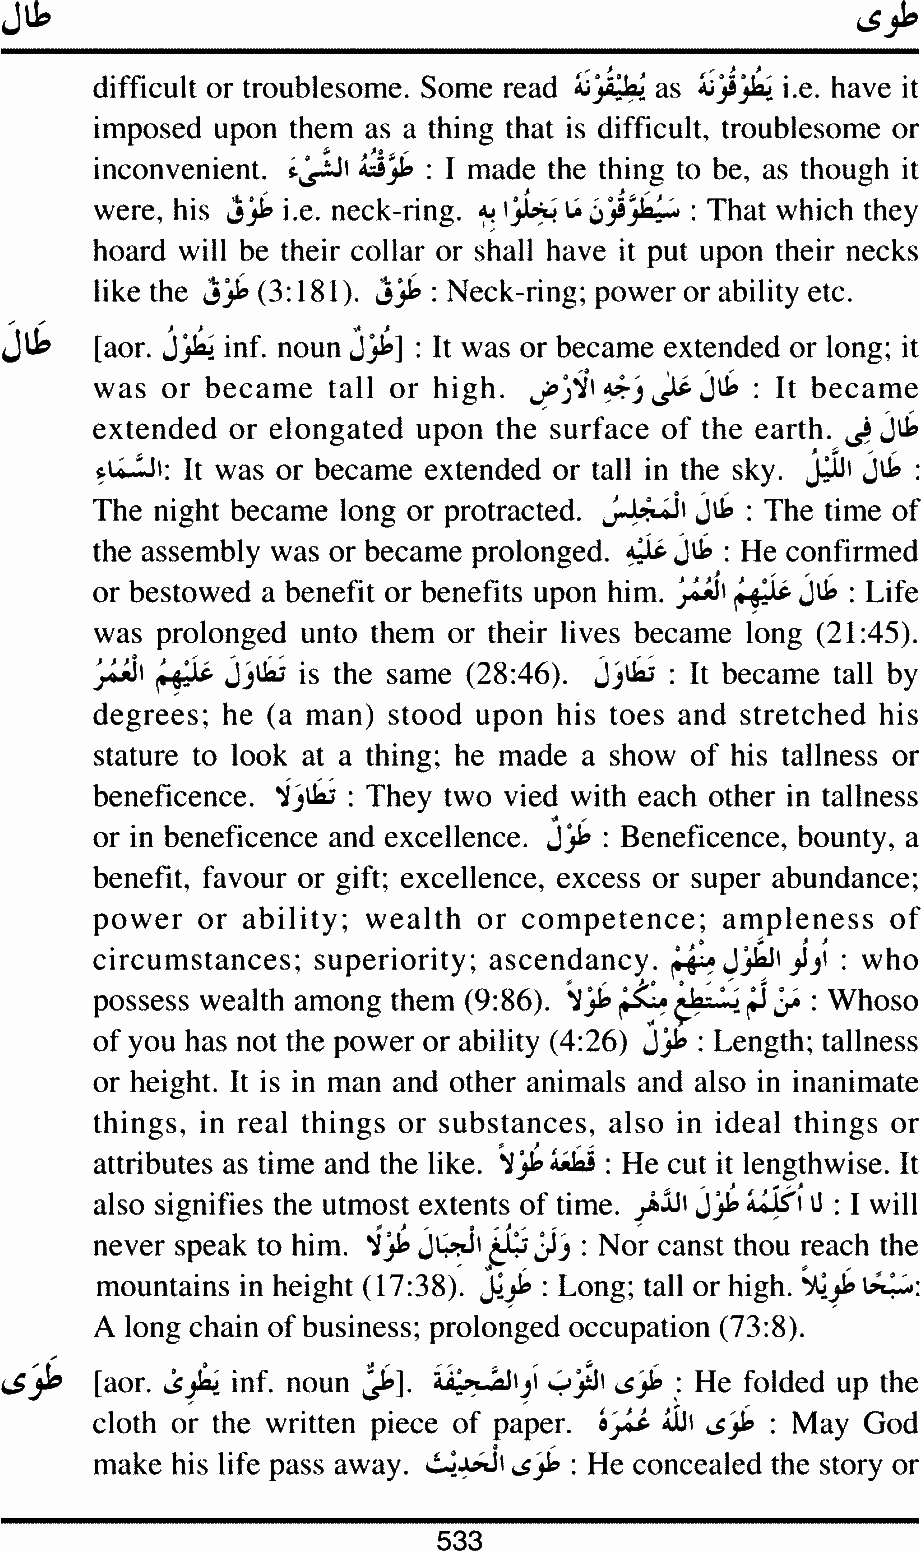 طال طوى
difficult or troublesome. Some read يُطِيْقُوْنَهُ as يَطَّوَّقُوْنَهُ i.e. have it
imposed upon them as a thing that is difficult, troublesome or
inconvenient. طَوَّقْتُهُ الشَّىْءَ : I made the thing to be, as though it
were, his طَوْقٌ i.e. neck-ring. سَيُطَوَّقُوْنَ مَا بَخِلُوْا بِهٖ : That which they
hoard will be their collar or shall have it put upon their necks
like the طَوْقٌ (3:181). طَوْقٌ : Neck-ring; power or ability etc.
طَالَ [aor. يَطُوْلُ inf. noun طُوْلٌ] : It was or became extended or long; it
was or became tall or high. طَالَ عَلٰى وَجْهِ الْاَرْضِ : It became
extended or elongated upon the surface of the earth. طَالَ فِى
السَّمَاءِ: It was or became extended or tall in the sky. طَالَ اللَّيْلُ :
The night became long or protracted. طَالَ الْمَجْلِسُ : The time of
the assembly was or became prolonged. طَالَ عَلَيْهِ : He confirmed
or bestowed a benefit or benefits upon him. طَالَ عَلَيْهِمُ الْعُمُرُ : Life
was prolonged unto them or their lives became long (21:45).
تَطَاوَلَ عَلَيْهِمُ الْعُمُرُ is the same (28:46). تَطَاوَلَ : It became tall by
degrees; he (a man) stood upon his toes and stretched his
stature to look at a thing; he made a show of his tallness or
beneficence. تَطَاوَلَا : They two vied with each other in tallness
or in beneficence and excellence. طَوْلٌ : Beneficence, bounty, a
benefit, favour or gift; excellence, excess or super abundance;
power or ability; wealth or competence; ampleness of
circumstances; superiority; ascendancy. اُولُو الطَّوْلِ مِنْهُمْ : who
possess wealth among them (9:86). مَنْ لَّمْ يَسْتَطِعْ مِنْكُمْ طَوْلًا : Whoso
of you has not the power or ability (4:26) طُوْلٌ : Length; tallness
or height. It is in man and other animals and also in inanimate
things, in real things or substances, also in ideal things or
attributes as time and the like. قَطَعَهُ طُوْلاً : He cut it lengthwise. It
also signifies the utmost extents of time. لَا اُكَلِّمُهُ طُوْلَ الدَّهْرِ : I will
never speak to him. وَلَنْ تَبْلُغَ الْجِبَالَ طُوْلًا : Nor canst thou reach the
mountains in height (17:38). طَوِيْلٌ : Long; tall or high. سَبْحًا طَوِيْلاً:
A long chain of business; prolonged occupation (73:8).
طَوَى [aor. يَطْوِىْ inf. noun طَىٌّ]. طَوَى الثَّوْبَ اَوِالصَّحِيْفَةَ : He folded up the
cloth or the written piece of paper. طَوَى اللّٰهُ عُمُرَهُ : May God
make his life pass away. طَوَى الْحَدِيْثَ : He concealed the story or
533